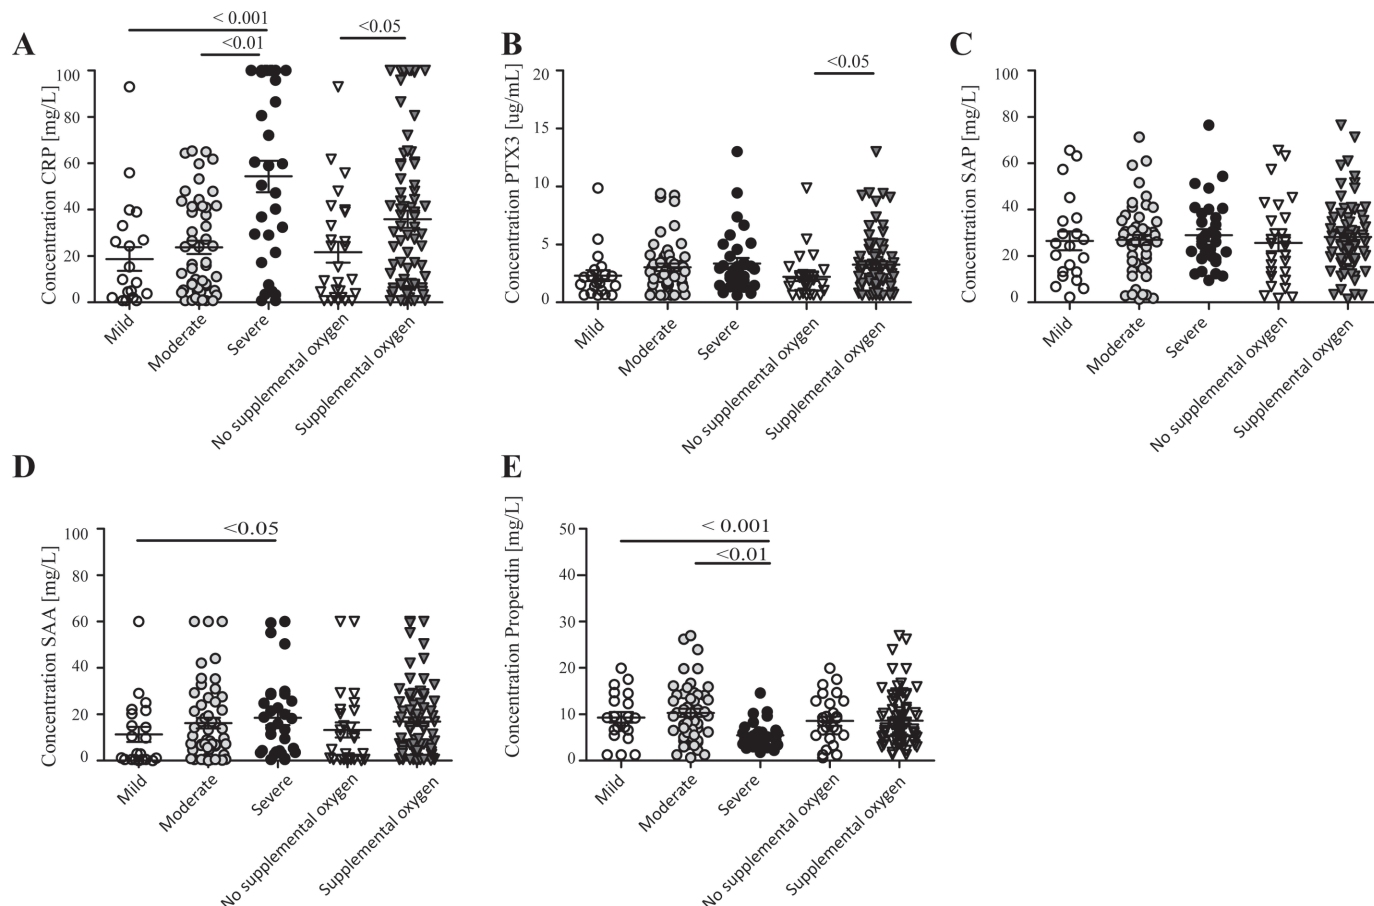 A
< 0.001
<0.01
<0.05
Concentration CRP [mg/L]
100
80
60
40
20
0
Mild
Moderate
Severe
No supplemental oxygen
Supplemental oxygen
B
<0.05
Concentration PTX3 [ug/mL]
20
15
10
5
0
Mild
Moderate
Severe
No supplemental oxygen
Supplemental oxygen
C
Concentration SAP [mg/L]
100
80
60
40
20
0
Mild
Moderate
Severe
No supplemental oxygen
Supplemental oxygen
D
<0.05
Concentration SAA [mg/L]
100
80
60
40
20
0
Mild
Moderate
Severe
No supplemental oxygen
Supplemental oxygen
E
< 0.001
<0.01
Concentration Properdin [mg/L]
50
40
30
20
10
0
Mild
Moderate
Severe
No supplemental oxygen
Supplemental oxygen